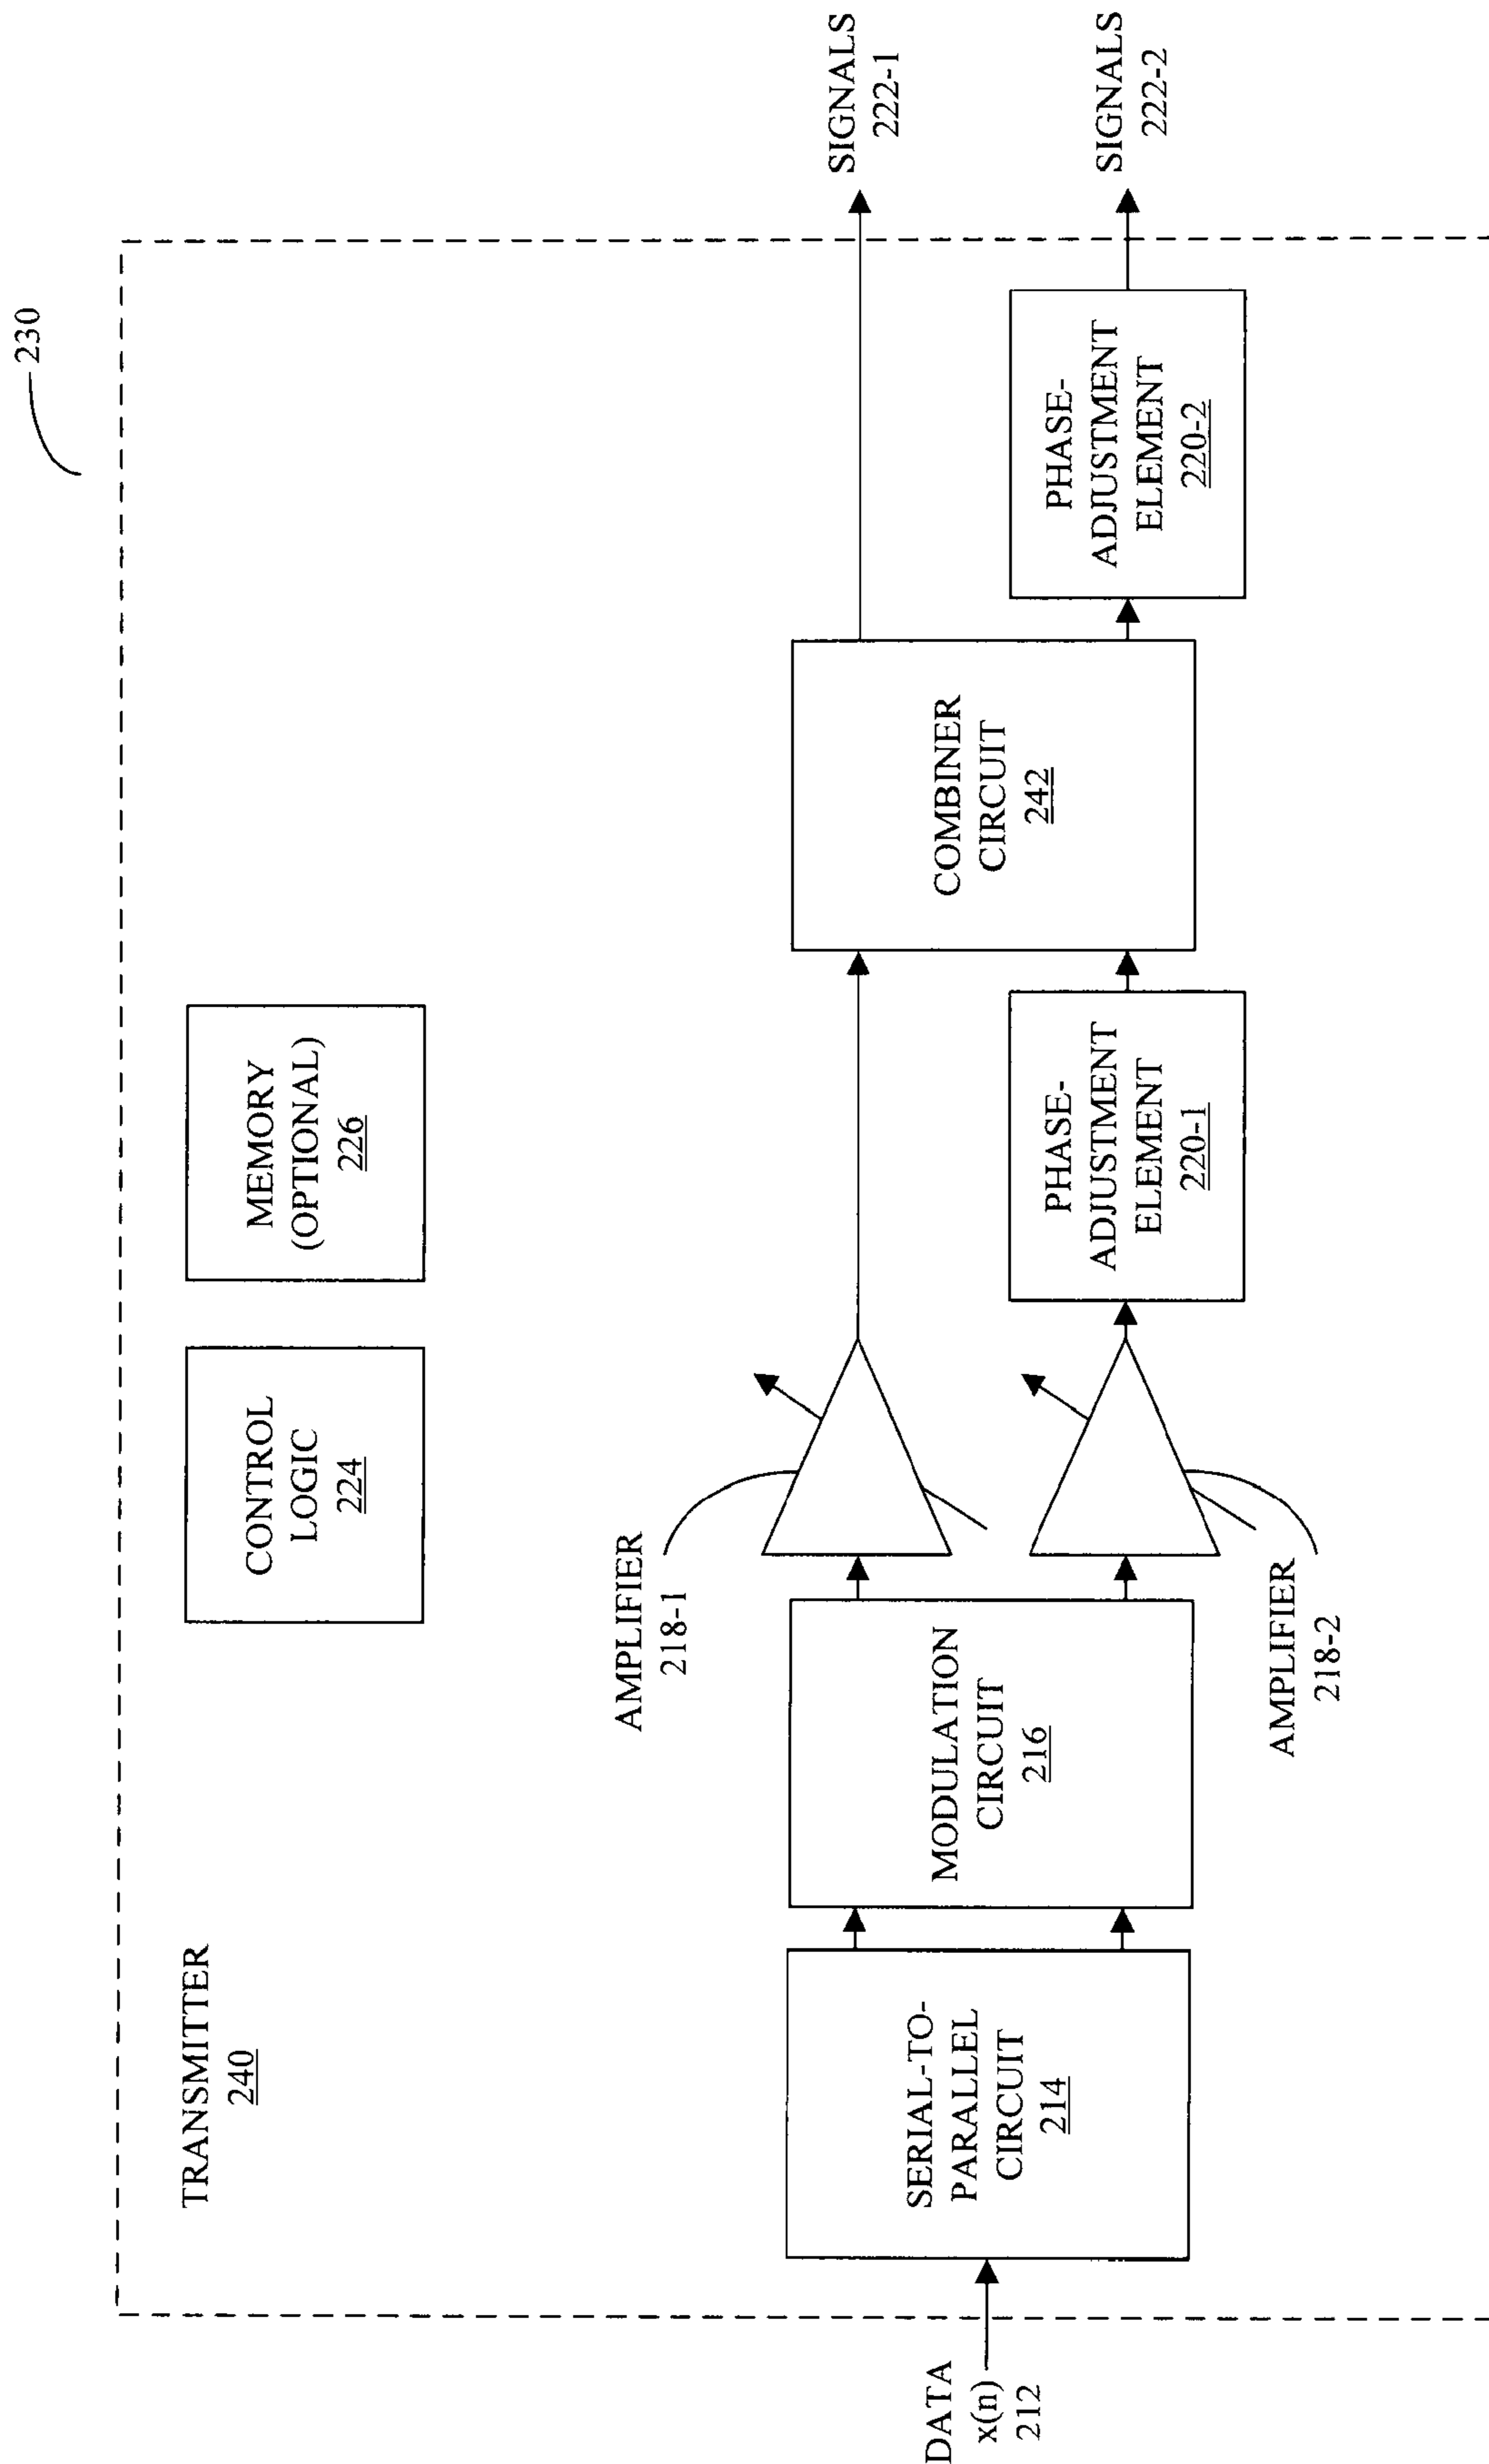 230
TRANSMITTER
240
CONTROL
LOGIC
224
MEMORY
(OPTIONAL)
226
DATA
x(n)
212
SERIAL-TO-
PARALLEL
CIRCUIT
214
MODULATION
CIRCUIT
216
AMPLIFIER
218-1
AMPLIFIER
218-2
PHASE-
ADJUSTMENT
ELEMENT
220-1
COMBINER
CIRCUIT
242
PHASE-
ADJUSTMENT
ELEMENT
220-2
SIGNALS
222-1
SIGNALS
222-2